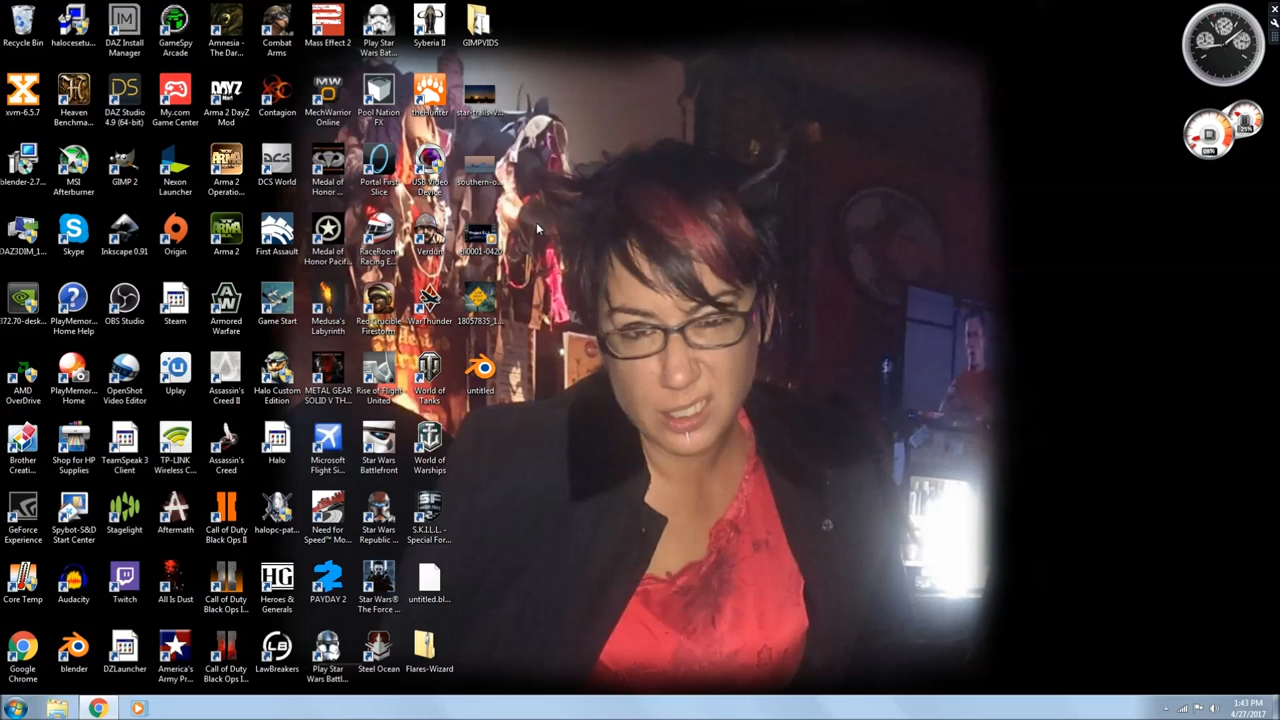 Recycle Bin
halocesetu...
DAZ Install
Manager
GameSpy
Arcade
Amnesia -
The Dar...
Combat
Arms
Mass Effect 2
Play Star
Wars Bat...
Syberia II
GIMPVIDS
xvm-6.5.7
Heaven
Benchma...
DAZ Studio
4.9 (64-bit)
My.com
Game Center
Arma 2 DayZ
Mod
Contagion
MechWarrior
Online
Pool Nation
FX
theHunter
star-trails-V...
blender-2.7...
MSI
Afterburner
GIMP 2
Nexon
Launcher
Arma 2
Operatio...
DCS World
Medal of
Honor ...
Portal First
Slice
USB Video
Device
southern-o...
DAZ3DIM_1...
Skype
Inkscape 0.91
Origin
Arma 2
First Assault
Medal of
Honor Pacif...
RaceRoom
Racing E...
Verdun
372.70-desk...
PlayMemor...
Home Help
OBS Studio
Steam
Armored
Warfare
Game Start
Medusa's
Labyrinth
Red Crucible
Firestorm
WarThunder
18057835_1...
AMD
OverDrive
PlayMemor...
Home
OpenShot
Video Editor
Uplay
Assassin's
Creed II
Halo Custom
Edition
METAL GEAR
SOLID V TH...
Rise of Flight
United
World of
Tanks
untitled
Brother
Creati...
Shop for HP
Supplies
TeamSpeak 3
Client
TP-LINK
Wireless C...
Assassin's
Creed
Halo
Microsoft
Flight Si...
Star Wars
Battlefront
World of
Warships
GeForce
Experience
Spybot-S&D
Start Center
Stagelight
Aftermath
Call of Duty
Black Ops II
halopc-pat...
Need for
Speed™ Mo...
Star Wars
Republic ...
S.K.I.L.L. -
Special For...
Core Temp
Audacity
Twitch
All Is Dust
Call of Duty
Black Ops I...
Heroes &
Generals
PAYDAY 2
Star Wars®
The Force ...
untitled.bl...
Google
Chrome
blender
DZLauncher
America's
Army Pr...
Call of Duty
Black Ops I...
LawBreakers
Play Star
Wars Battl...
Steel Ocean
Flares-Wizard
1:43 PM
4/27/2017